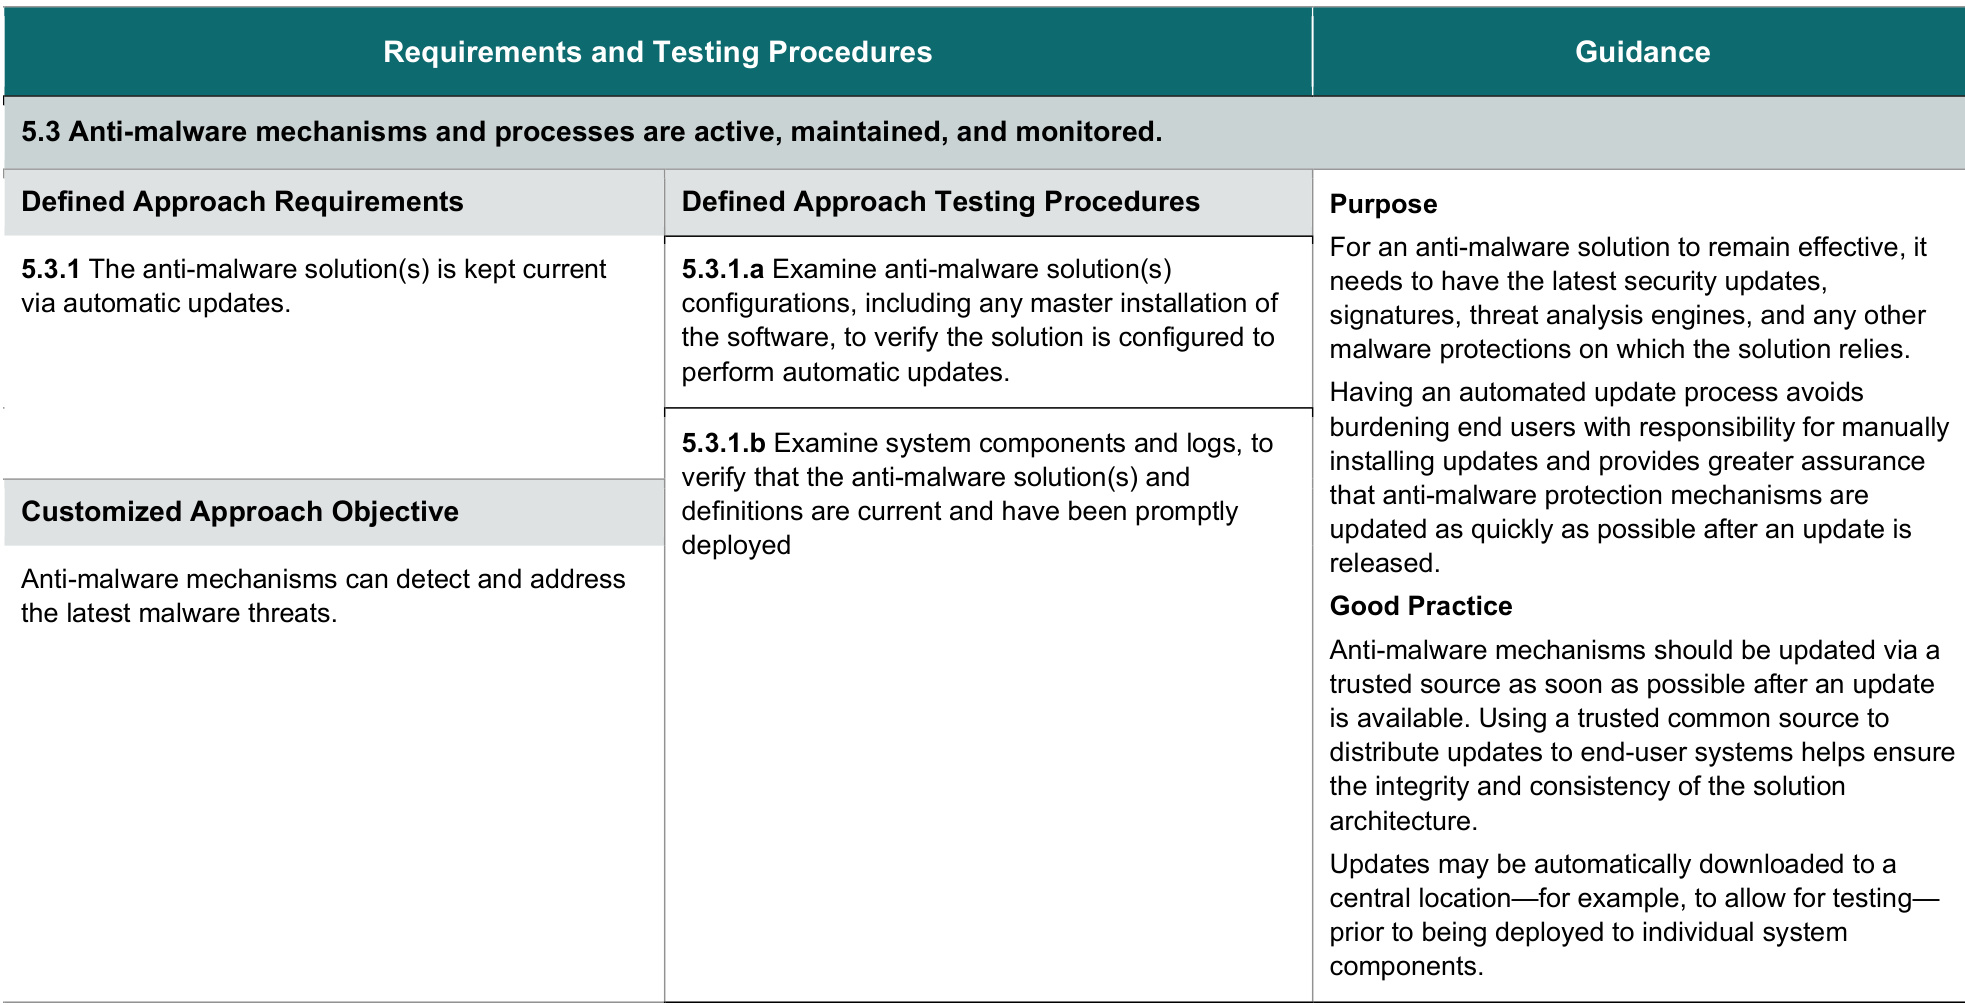 Requirements and Testing Procedures
Guidance
5.3 Anti-malware mechanisms and processes are active, maintained, and monitored.
Defined Approach Requirements
5.3.1 The anti-malware solution(s) is kept current
via automatic updates.
Customized Approach Objective
Anti-malware mechanisms can detect and address
the latest malware threats.
Defined Approach Testing Procedures
5.3.1.a Examine anti-malware solution(s)
configurations, including any master installation of
the software, to verify the solution is configured to
perform automatic updates.
5.3.1.b Examine system components and logs, to
verify that the anti-malware solution(s) and
definitions are current and have been promptly
deployed
Purpose
For an anti-malware solution to remain effective, it
needs to have the latest security updates,
signatures, threat analysis engines, and any other
malware protections on which the solution relies.
Having an automated update process avoids
burdening end users with responsibility for manually
installing updates and provides greater assurance
that anti-malware protection mechanisms are
updated as quickly as possible after an update is
released.
Good Practice
Anti-malware mechanisms should be updated via a
trusted source as soon as possible after an update
is available. Using a trusted common source to
distribute updates to end-user systems helps ensure
the integrity and consistency of the solution
architecture.
Updates may be automatically downloaded to a
central location—for example, to allow for testing—
prior to being deployed to individual system
components.